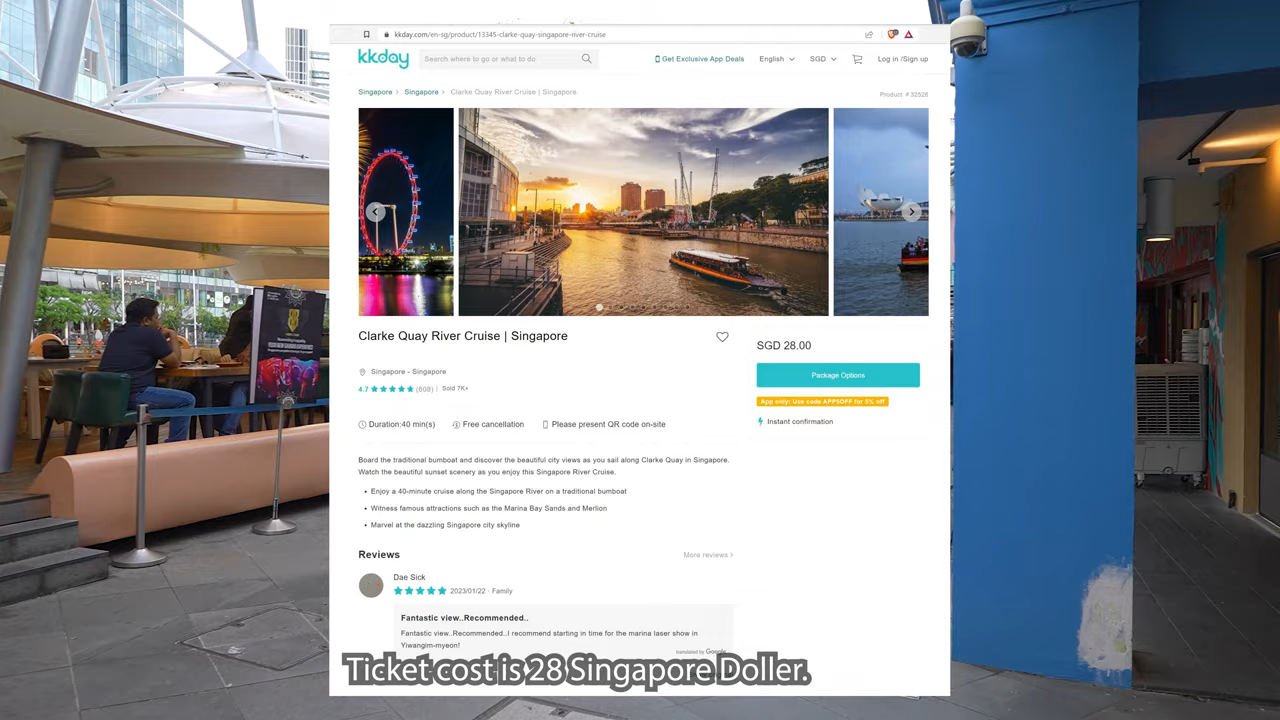 kkday.com/en-sg/product/13345-clarke-quay-singapore-river-cruise
kkday
Search where to go or what to do
Get Exclusive App Deals
English
SGD
Log in /Sign up
Singapore > Singapore > Clarke Quay River Cruise | Singapore
Product # 32526
Clarke Quay River Cruise | Singapore
SGD 28.00
Singapore - Singapore
Package Options
4.7 ★★★★★ (608) | Sold 7K+
App only: Use code APP5OFF for 5% off
Instant confirmation
Duration:40 min(s)
Free cancellation
Please present QR code on-site
Board the traditional bumboat and discover the beautiful city views as you sail along Clarke Quay in Singapore.
Watch the beautiful sunset scenery as you enjoy this Singapore River Cruise.
• Enjoy a 40-minute cruise along the Singapore River on a traditional bumboat
• Witness famous attractions such as the Marina Bay Sands and Merlion
• Marvel at the dazzling Singapore city skyline
Reviews
More reviews >
Dae Sick
★★★★★ 2023/01/22 · Family
Fantastic view..Recommended..
Fantastic view..Recommended..I recommend starting in time for the marina laser show in
Yiwangim-myeon!
translated by Google
Ticket cost is 28 Singapore Doller.